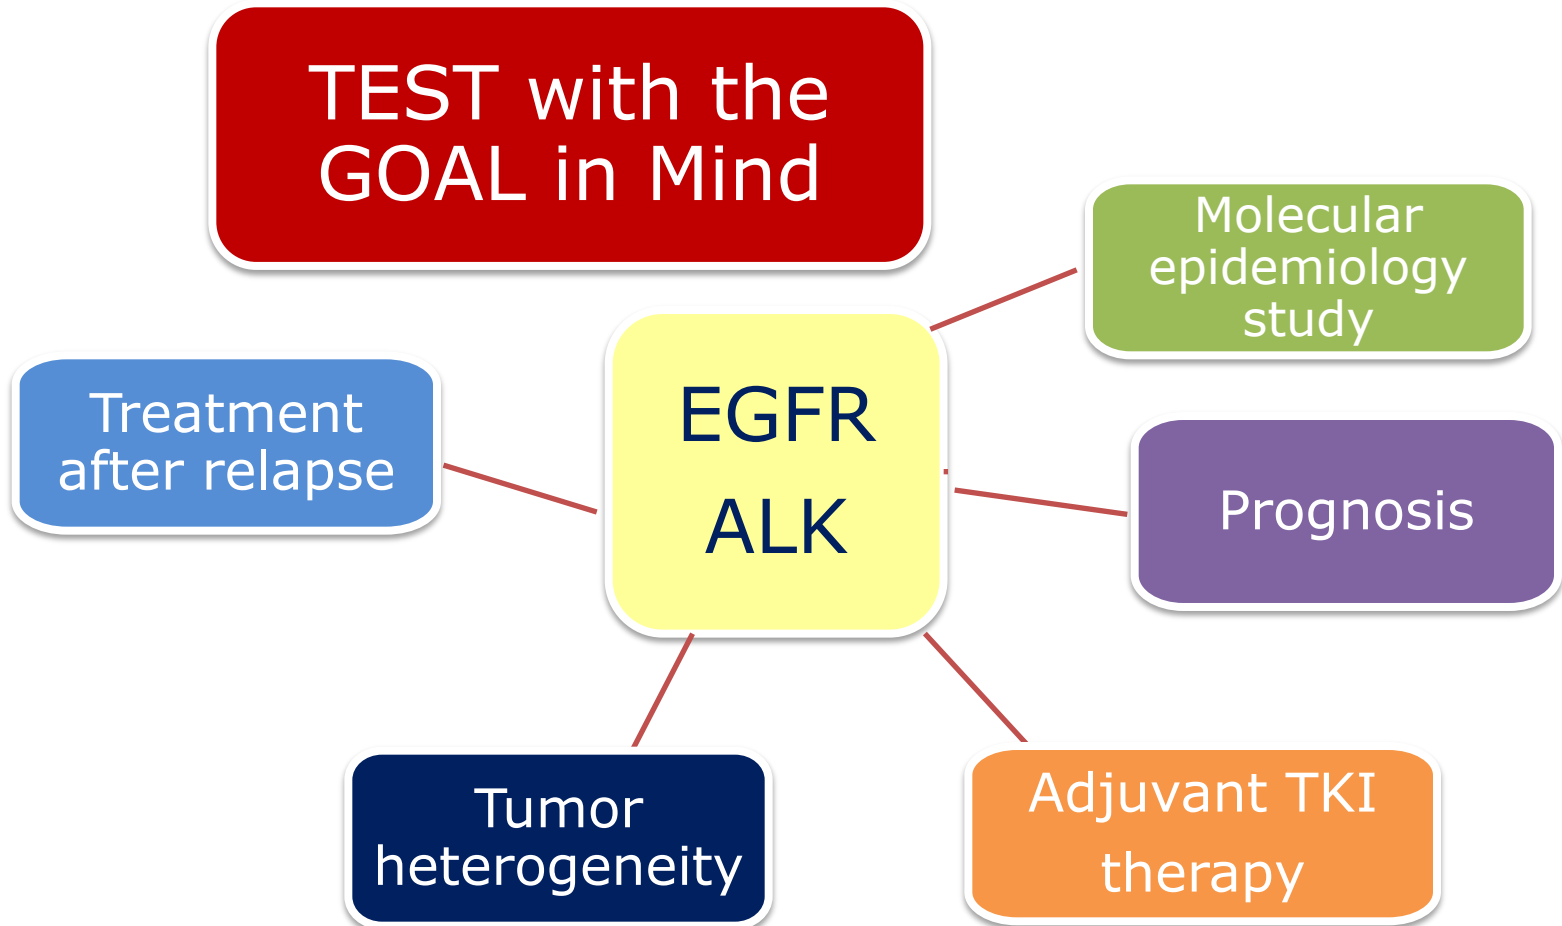 TEST with the
GOAL in Mind
Molecular
epidemiology
study
Treatment
after relapse
EGFR
ALK
Prognosis
Tumor
heterogeneity
Adjuvant TKI
therapy